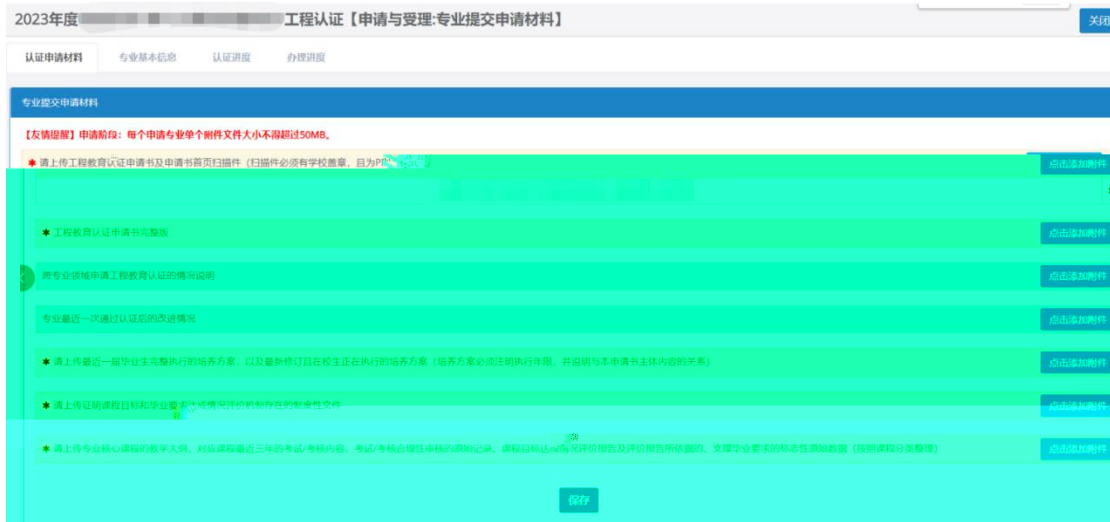 2023年度
工程认证【申请与受理:专业提交申请材料】
关闭
认证申请材料 专业基本信息 认证进度 办理进度
专业提交申请材料
【友情提醒】申请阶段：每个申请专业单个附件文件大小不得超过50MB。
* 请上传工程教育认证申请书及申请书首页扫描件（扫描件必须有学校盖章，且为
点击添加附件
* 工程教育认证申请书完整版
点击添加附件
跨专业领域申请工程教育认证的情况说明
点击添加附件
专业最近一次通过认证后的改进情况
点击添加附件
* 请上传最近一届毕业生完整执行的培养方案，以及最新修订且在校生正在执行的培养方案（培养方案必须注明执行年限，并说明与本申请书主体内容的关系）
点击添加附件
* 请上传证明课程目标和毕业要求达成情况评价机制存在的制度性文件
点击添加附件
* 请上传专业核心课程的教学大纲，对应课程最近三年的考试/考核内容、考试/考核合理性审核的原始记录、课程目标达成情况评价报告及评价报告所依据的、支撑毕业要求的标志性原始数据（按照课程分类整理）
点击添加附件
保存